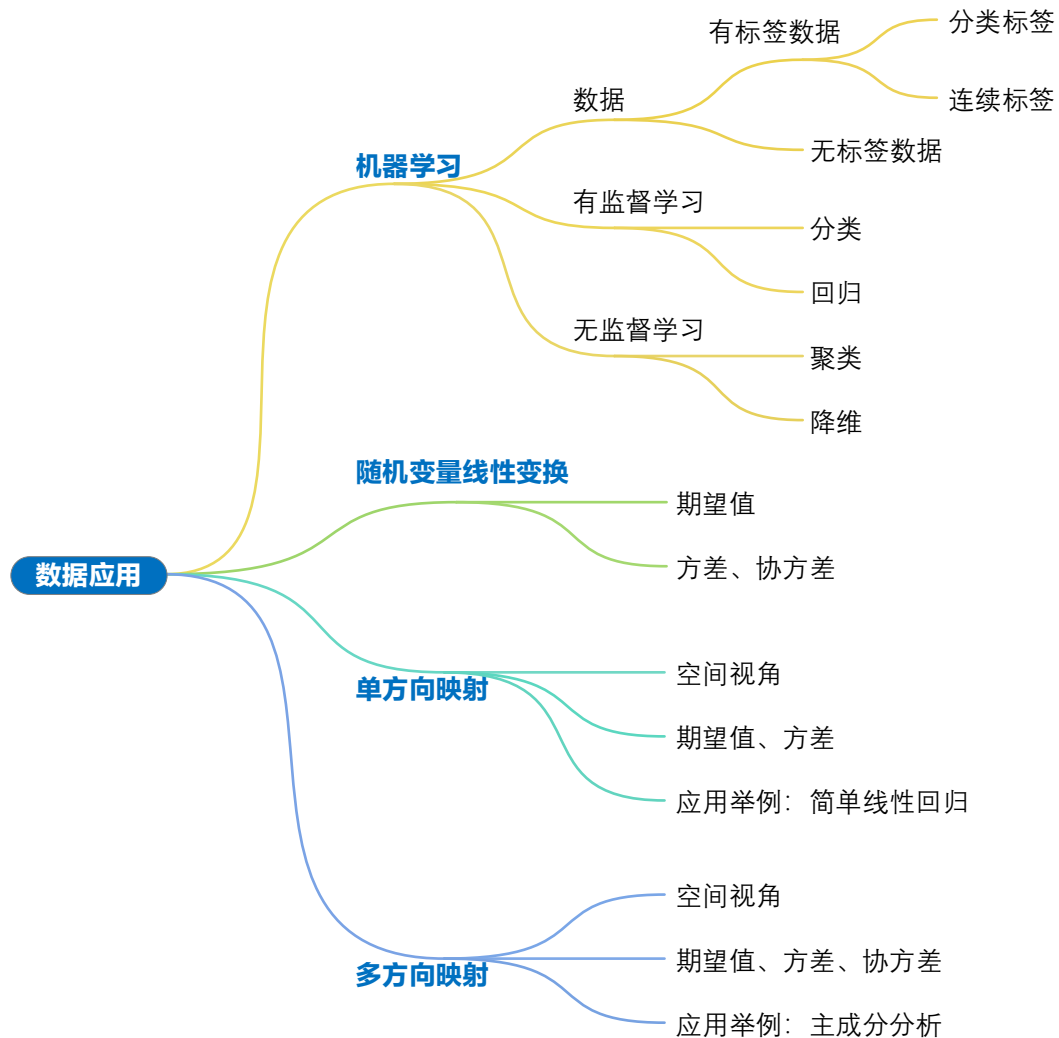 数据应用
机器学习
数据
有标签数据
分类标签
连续标签
无标签数据
有监督学习
分类
回归
无监督学习
聚类
降维
随机变量线性变换
期望值
方差、协方差
单方向映射
空间视角
期望值、方差
应用举例：简单线性回归
多方向映射
空间视角
期望值、方差、协方差
应用举例：主成分分析